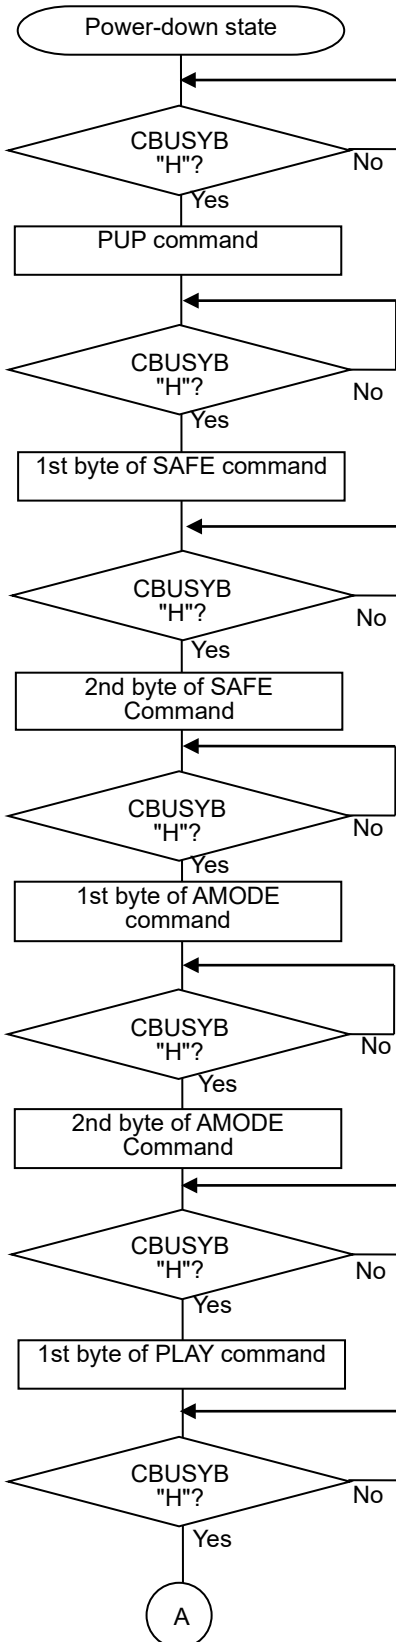 Power-down state
CBUSYB
"H"?
No
Yes
PUP command
CBUSYB
"H"?
No
Yes
1st byte of SAFE command
CBUSYB
"H"?
No
Yes
2nd byte of SAFE
Command
CBUSYB
"H"?
No
Yes
1st byte of AMODE
command
CBUSYB
"H"?
No
Yes
2nd byte of AMODE
Command
CBUSYB
"H"?
No
Yes
1st byte of PLAY command
CBUSYB
"H"?
No
Yes
A